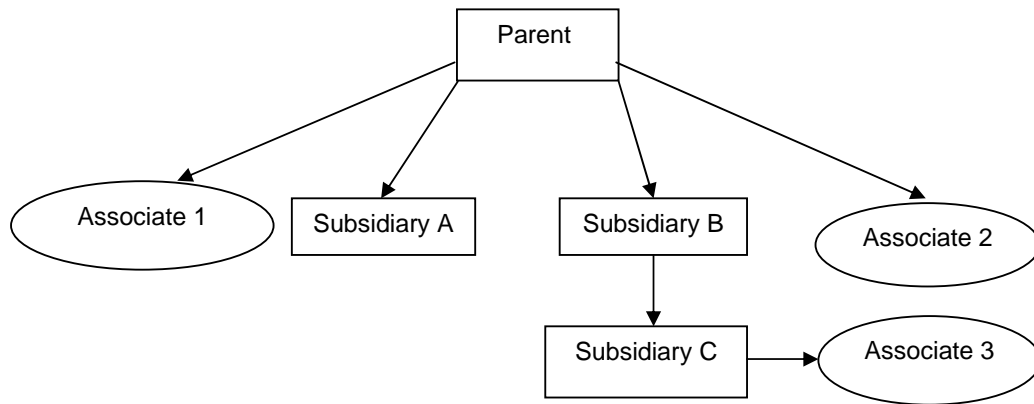 Parent
Associate 1
Subsidiary A
Subsidiary B
Associate 2
Subsidiary C
Associate 3